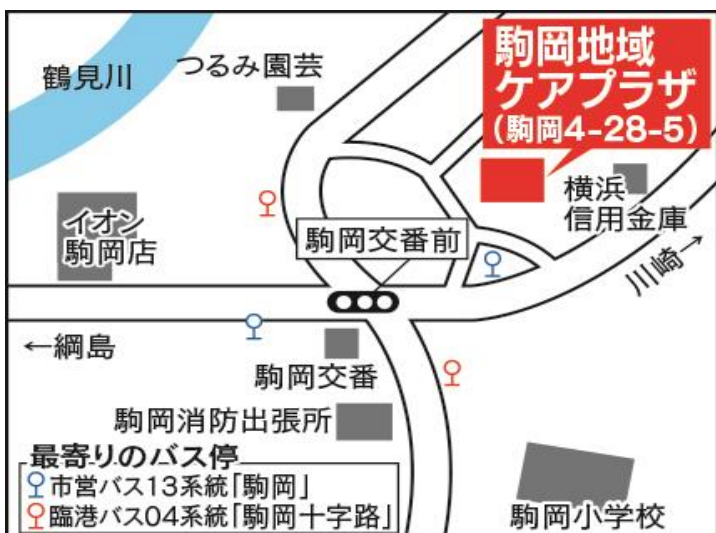 鶴見川
つるみ園芸
駒岡地域
ケアプラザ
(駒岡4-28-5)
イオン
駒岡店
駒岡交番前
横浜
信用金庫
川崎→
←綱島
駒岡交番
駒岡消防出張所
最寄りのバス停
市営バス13系統「駒岡」
臨港バス04系統「駒岡十字路」
駒岡小学校